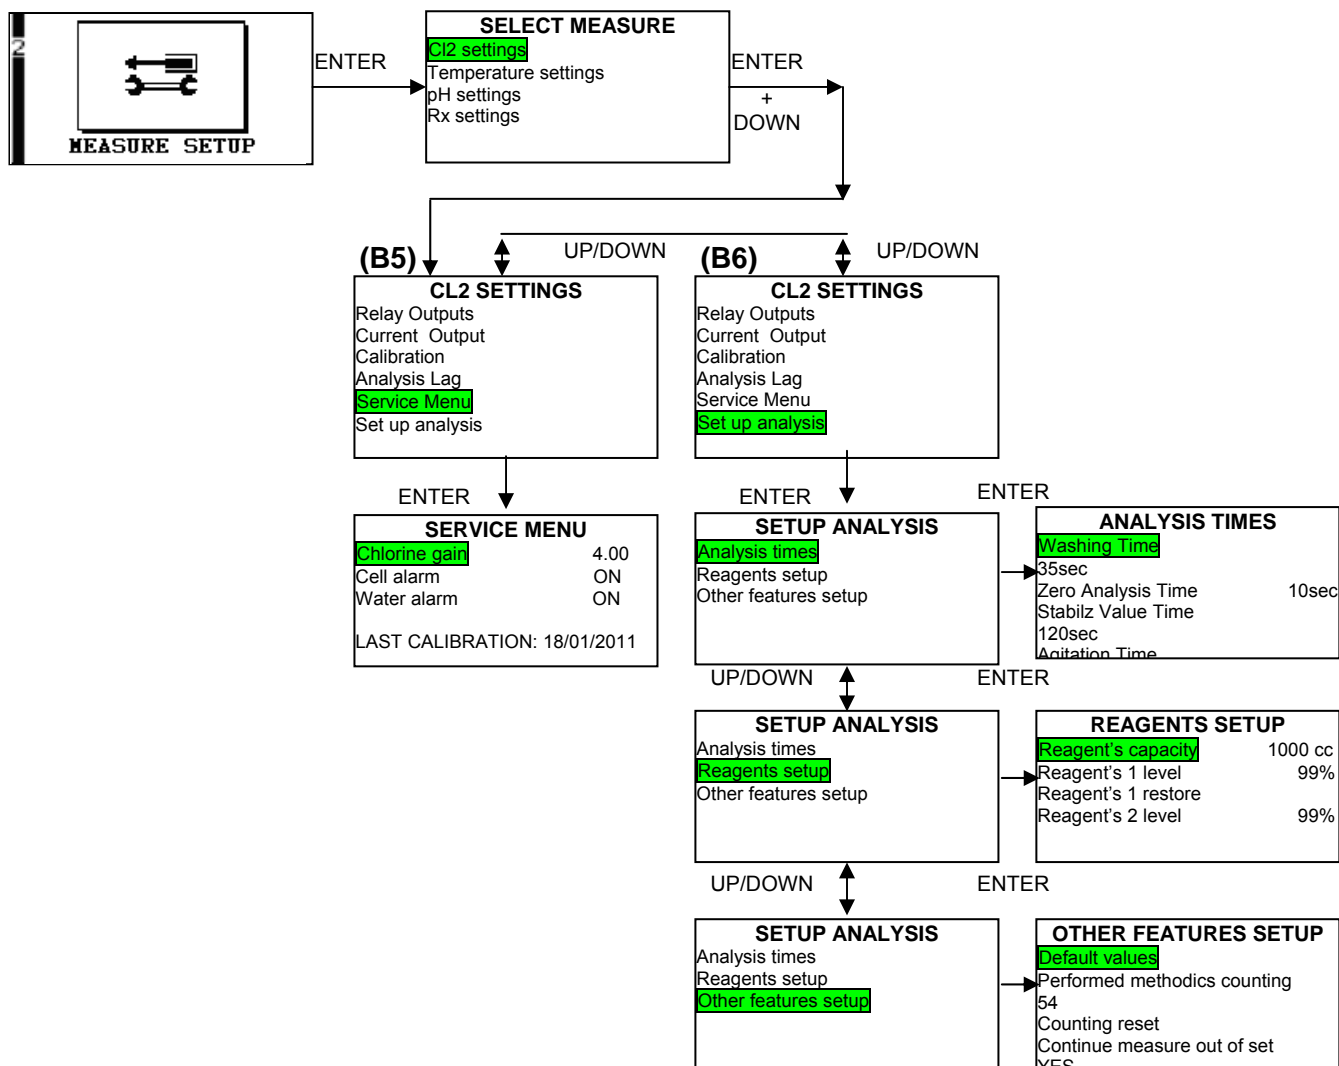 2
MEASURE SETUP
ENTER
SELECT MEASURE
Cl2 settings
Temperature settings
pH settings
Rx settings
ENTER
+
DOWN
(B5)
UP/DOWN
CL2 SETTINGS
Relay Outputs
Current Output
Calibration
Analysis Lag
Service Menu
Set up analysis
(B6)
UP/DOWN
CL2 SETTINGS
Relay Outputs
Current Output
Calibration
Analysis Lag
Service Menu
Set up analysis
ENTER
SERVICE MENU
Chlorine gain 4.00
Cell alarm ON
Water alarm ON
LAST CALIBRATION: 18/01/2011
ENTER
SETUP ANALYSIS
Analysis times
Reagents setup
Other features setup
ENTER
ANALYSIS TIMES
Washing Time
35sec
Zero Analysis Time 10sec
Stabilz Value Time
120sec
Agitation Time
UP/DOWN
ENTER
SETUP ANALYSIS
Analysis times
Reagents setup
Other features setup
REAGENTS SETUP
Reagent's capacity 1000 cc
Reagent's 1 level 99%
Reagent's 1 restore
Reagent's 2 level 99%
UP/DOWN
ENTER
SETUP ANALYSIS
Analysis times
Reagents setup
Other features setup
OTHER FEATURES SETUP
Default values
Performed methodics counting
54
Counting reset
Continue measure out of set
YES